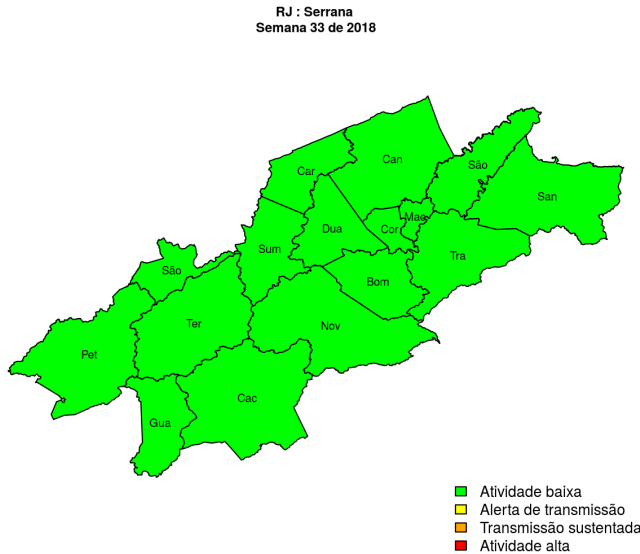 RJ : Serrana
Semana 33 de 2018
Can
São
Car
San
Mac
Dua
Cor
Sum
Tra
São
Bom
Ter
Nov
Pet
Cac
Gua
Atividade baixa
Alerta de transmissão
Transmissão sustentada
Atividade alta